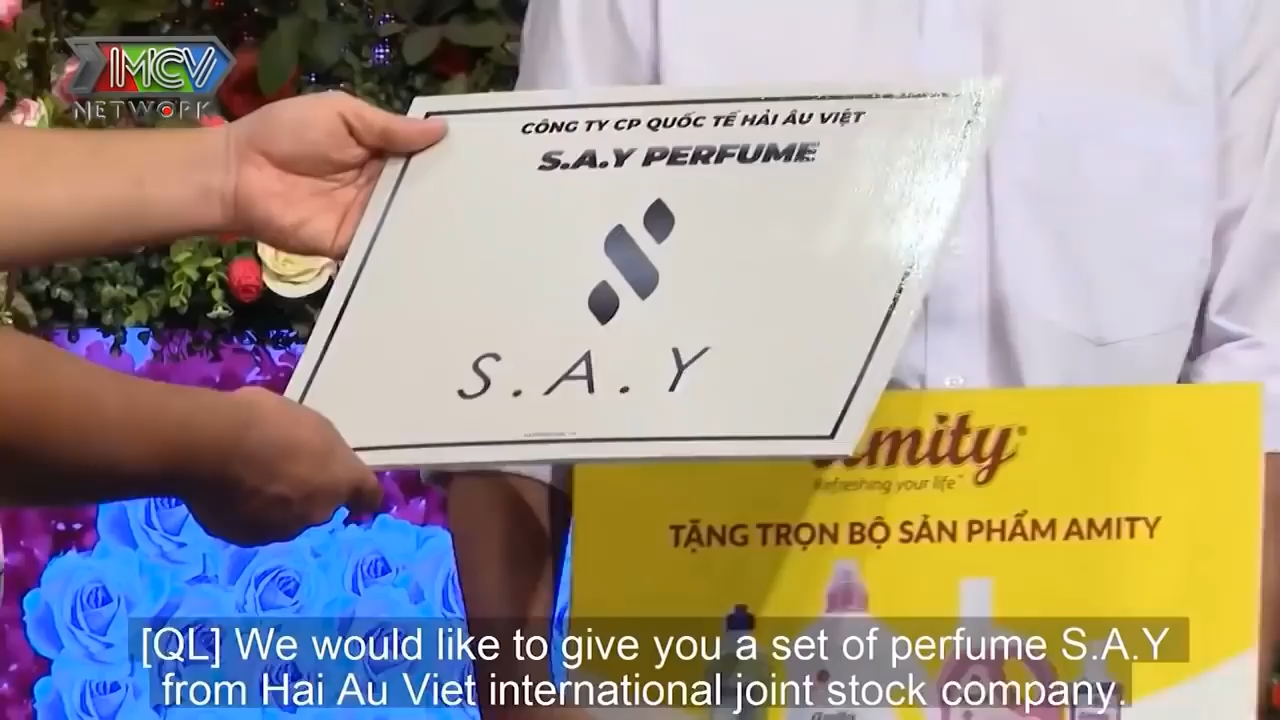 MCV
NETWORK
CÔNG TY CP QUỐC TẾ HẢI ÂU VIỆT
S.A.Y PERFUME
S.A.Y
amity
Refreshing your life™
TẶNG TRỌN BỘ SẢN PHẨM AMITY
[QL] We would like to give you a set of perfume S.A.Y
from Hai Au Viet international joint stock company.